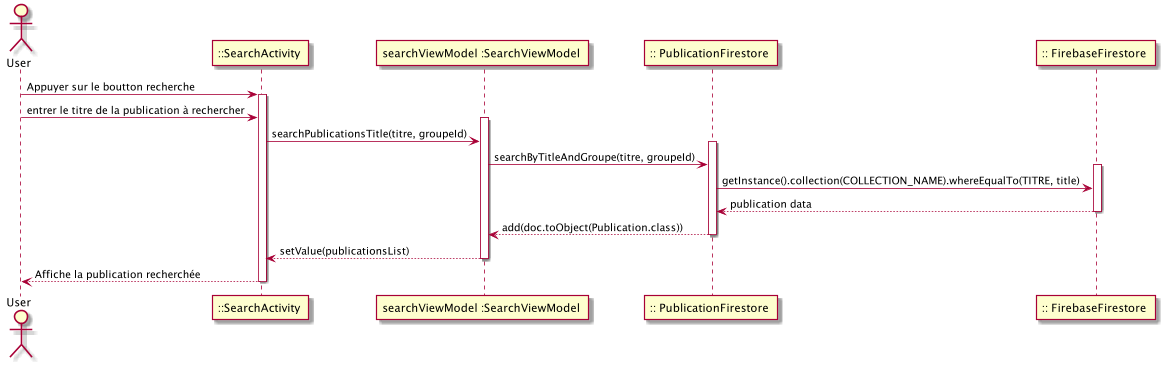 User
::SearchActivity
searchViewModel :SearchViewModel
:: PublicationFirestore
:: FirebaseFirestore
Appuyer sur le boutton recherche
entrer le titre de la publication à rechercher
searchPublicationsTitle(titre, groupeId)
searchByTitleAndGroupe(titre, groupeId)
getInstance().collection(COLLECTION_NAME).whereEqualTo(TITRE, title)
publication data
add(doc.toObject(Publication.class))
setValue(publicationsList)
Affiche la publication recherchée
User
::SearchActivity
searchViewModel :SearchViewModel
:: PublicationFirestore
:: FirebaseFirestore